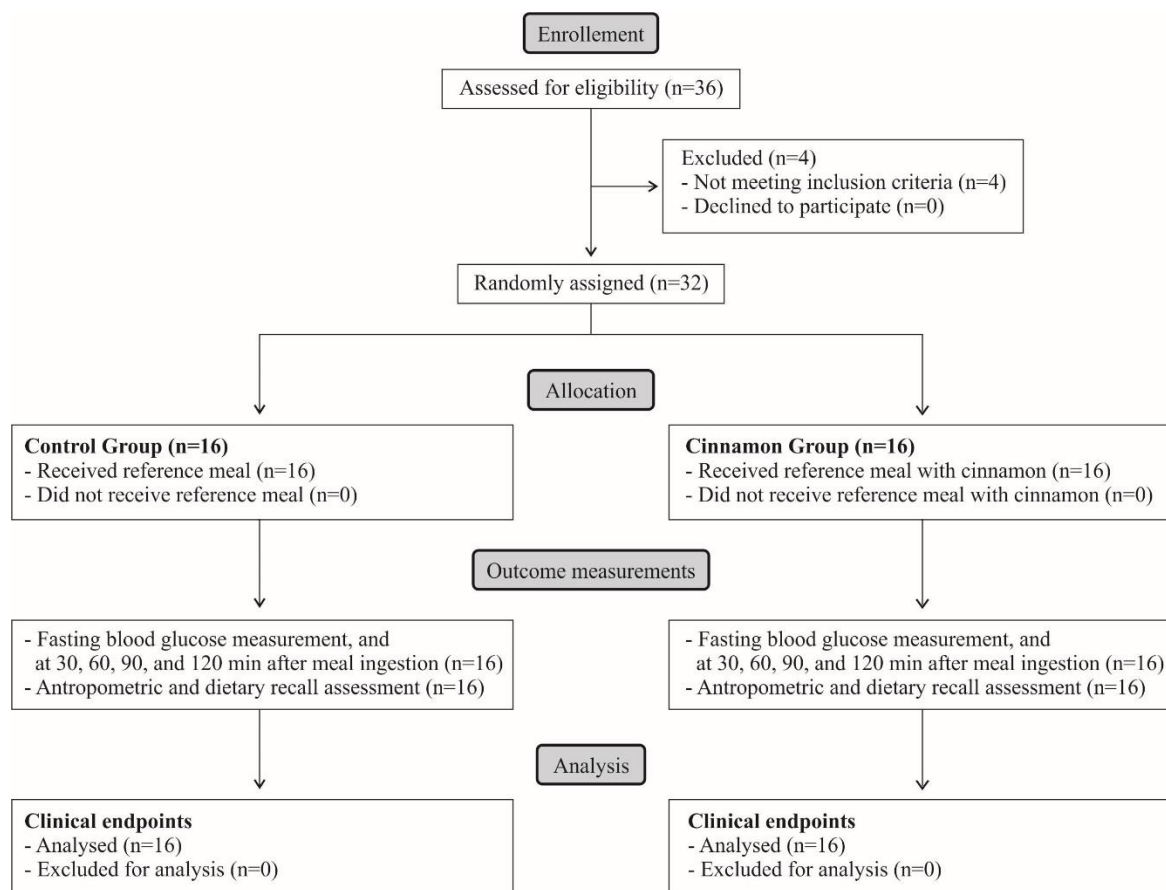 Enrollement
Assessed for eligibility (n=36)
Excluded (n=4)
- Not meeting inclusion criteria (n=4)
- Declined to participate (n=0)
Randomly assigned (n=32)
Allocation
Control Group (n=16)
- Received reference meal (n=16)
- Did not receive reference meal (n=0)
Cinnamon Group (n=16)
- Received reference meal with cinnamon (n=16)
- Did not receive reference meal with cinnamon (n=0)
Outcome measurements
- Fasting blood glucose measurement, and
at 30, 60, 90, and 120 min after meal ingestion (n=16)
- Antropometric and dietary recall assessment (n=16)
- Fasting blood glucose measurement, and
at 30, 60, 90, and 120 min after meal ingestion (n=16)
- Antropometric and dietary recall assessment (n=16)
Analysis
Clinical endpoints
- Analysed (n=16)
- Excluded for analysis (n=0)
Clinical endpoints
- Analysed (n=16)
- Excluded for analysis (n=0)